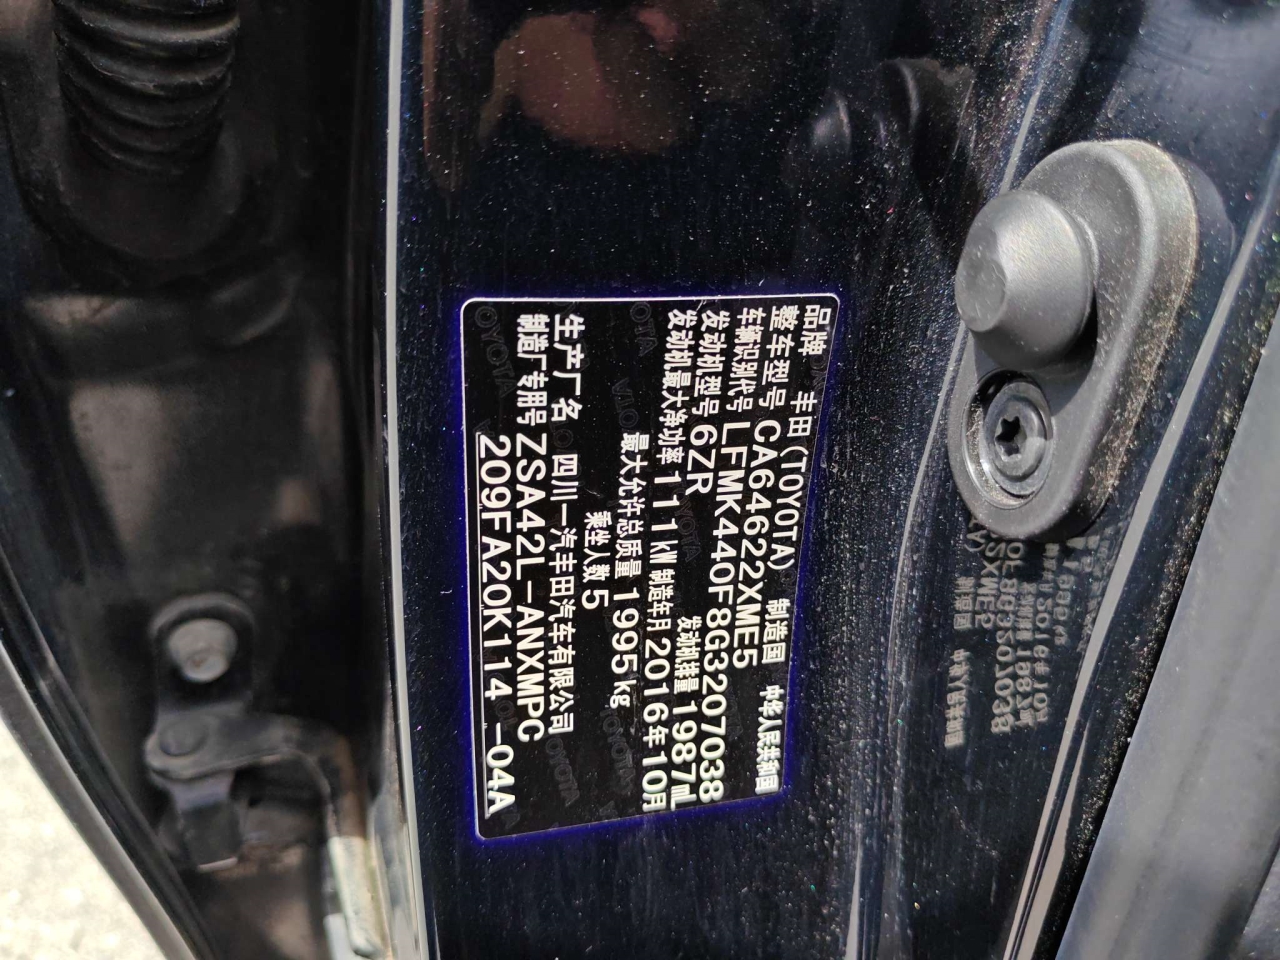 品牌 丰田(TOYOTA) 制造国 中华人民共和国
整车型号 CA64622XME5
车辆识别代号 LFMK440F8G3207038
发动机型号 6ZR 发动机排量 1987mL
发动机最大净功率 111kW 制造年月 2016年10月
最大允许总质量 1995kg
乘坐人数 5
生产厂名 四川一汽丰田汽车有限公司
制造厂专用号 ZSA42L-ANXMPC
209FA20K114 -04A